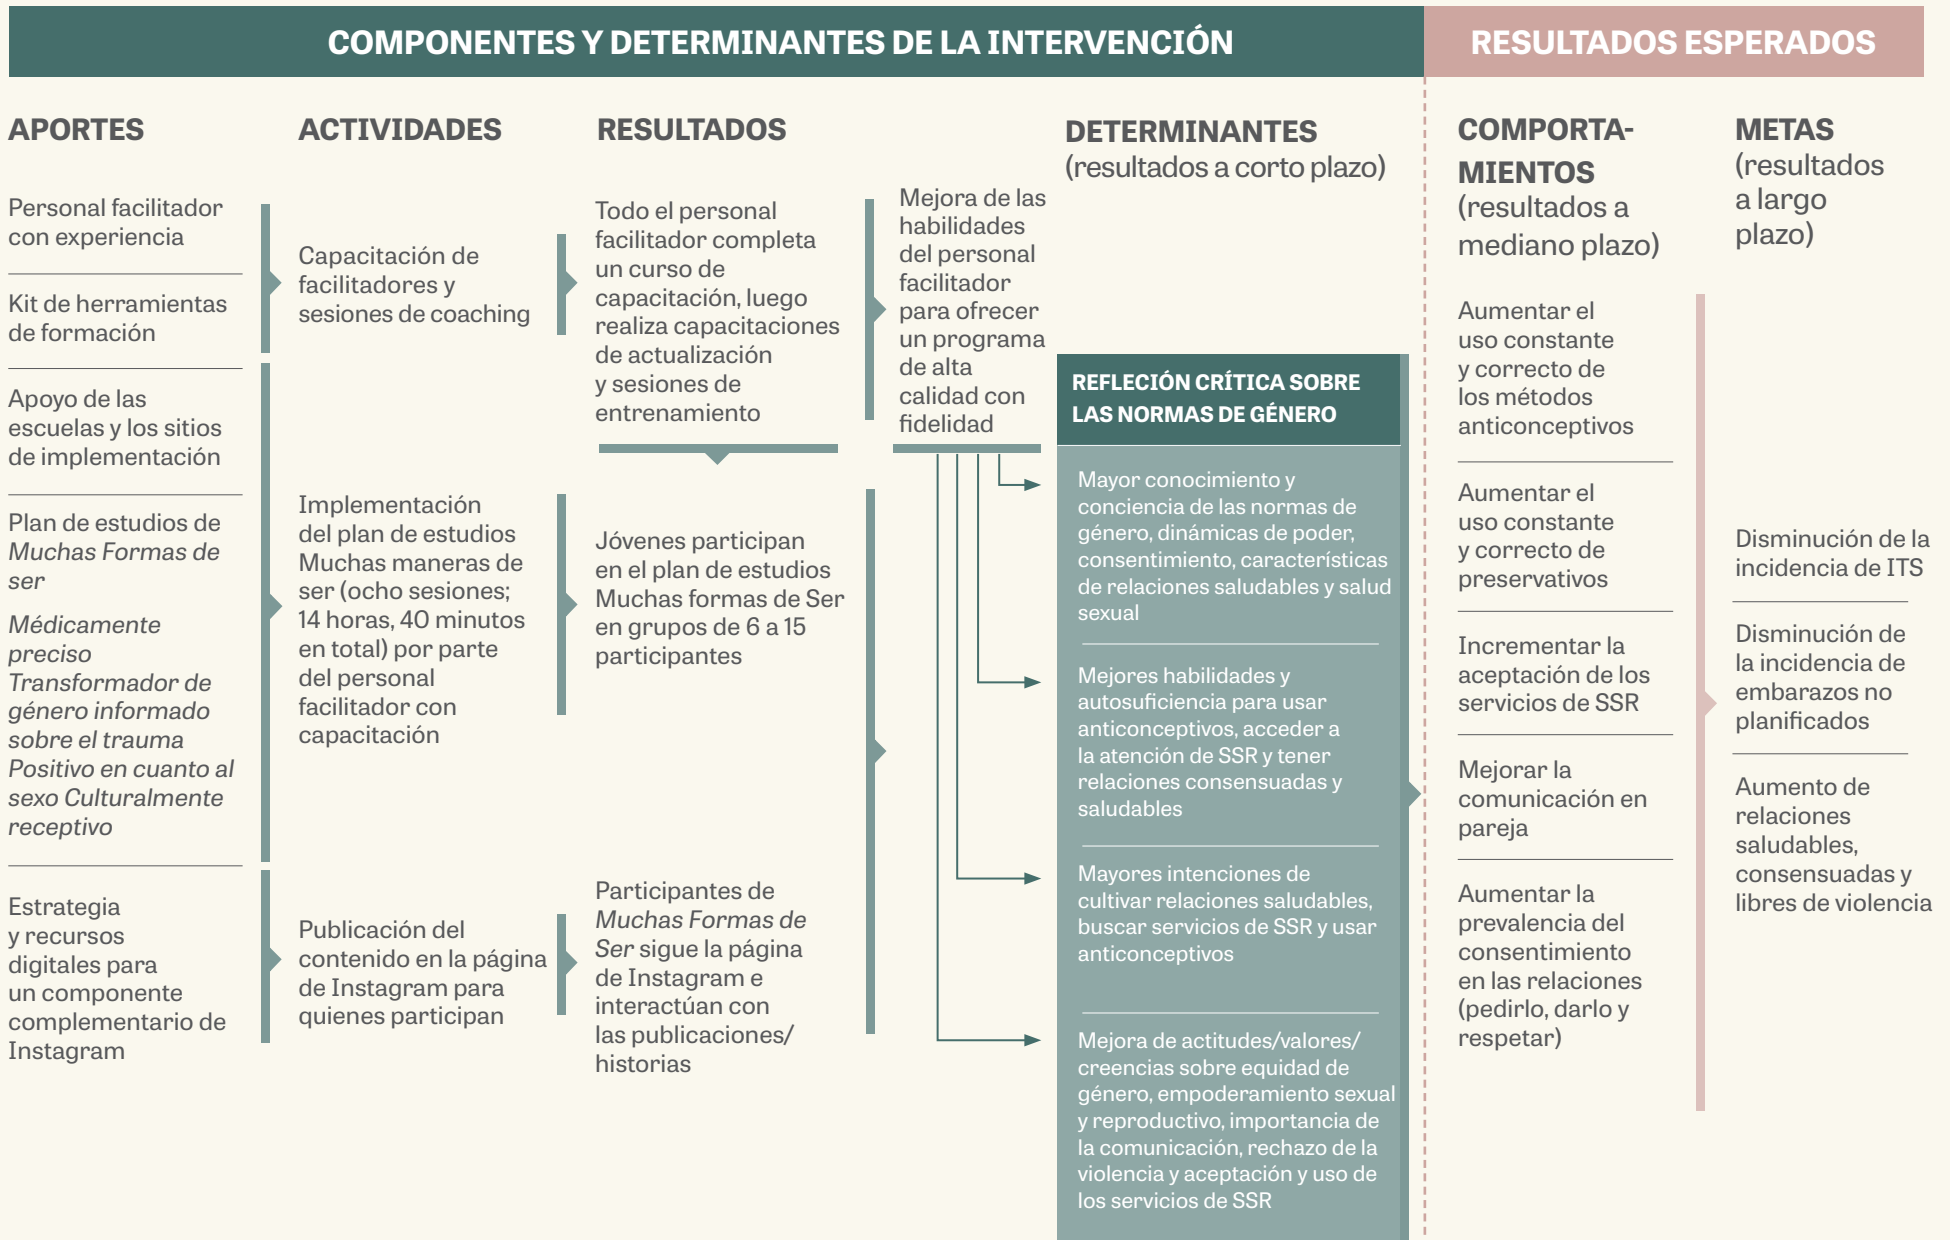 COMPONENTES Y DETERMINANTES DE LA INTERVENCIÓN
RESULTADOS ESPERADOS
APORTES
Personal facilitador
con experiencia
Kit de herramientas
de formación
Apoyo de las
escuelas y los sitios
de implementación
Plan de estudios de
Muchas Formas de
ser
Médicamente
preciso
Transformador de
género informado
sobre el trauma
Positivo en cuanto al
sexo Culturalmente
receptivo
Estrategia
y recursos
digitales para
un componente
complementario de
Instagram
ACTIVIDADES
Capacitación de
facilitadores y
sesiones de coaching
Implementación
del plan de estudios
Muchas maneras de
ser (ocho sesiones;
14 horas, 40 minutos
en total) por parte
del personal
facilitador con
capacitación
Publicación del
contenido en la página
de Instagram para
quienes participan
RESULTADOS
Todo el personal
facilitador completa
un curso de
capacitación, luego
realiza capacitaciones
de actualización
y sesiones de
entrenamiento
Jóvenes participan
en el plan de estudios
Muchas formas de Ser
en grupos de 6 a 15
participantes
Participantes de
Muchas Formas de
Ser sigue la página
de Instagram e
interactúan con
las publicaciones/
historias
Mejora de las
habilidades
del personal
facilitador
para ofrecer
un programa
de alta
calidad con
fidelidad
DETERMINANTES
(resultados a corto plazo)
REFLECIÓN CRÍTICA SOBRE
LAS NORMAS DE GÉNERO
Mayor conocimiento y
conciencia de las normas de
género, dinámicas de poder,
consentimiento, características
de relaciones saludables y salud
sexual
Mejores habilidades y
autosuficiencia para usar
anticonceptivos, acceder a
la atención de SSR y tener
relaciones consensuadas y
saludables
Mayores intenciones de
cultivar relaciones saludables,
buscar servicios de SSR y usar
anticonceptivos
Mejora de actitudes/valores/
creencias sobre equidad de
género, empoderamiento sexual
y reproductivo, importancia de
la comunicación, rechazo de la
violencia y aceptación y uso de
los servicios de SSR
COMPORTA-
MIENTOS
(resultados a
mediano plazo)
Aumentar el
uso constante
y correcto de
los métodos
anticonceptivos
Aumentar el
uso constante
y correcto de
preservativos
Incrementar la
aceptación de los
servicios de SSR
Mejorar la
comunicación en
pareja
Aumentar la
prevalencia del
consentimiento
en las relaciones
(pedirlo, darlo y
respetar)
METAS
(resultados
a largo
plazo)
Disminución de la
incidencia de ITS
Disminución de
la incidencia de
embarazos no
planificados
Aumento de
relaciones
saludables,
consensuadas y
libres de violencia